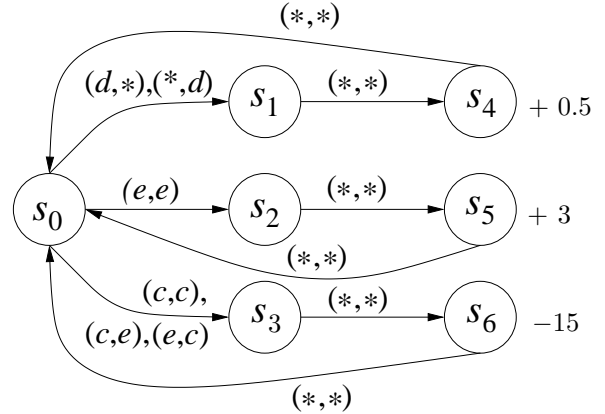 (*,*)
(d,*),(*,d) s₁ (*,*) s₄ + 0.5
s₀ (e,e) s₂ (*,*) s₅ + 3
(*,*)
(c,c),
(c,e),(e,c) s₃ (*,*) s₆ −15
(*,*)